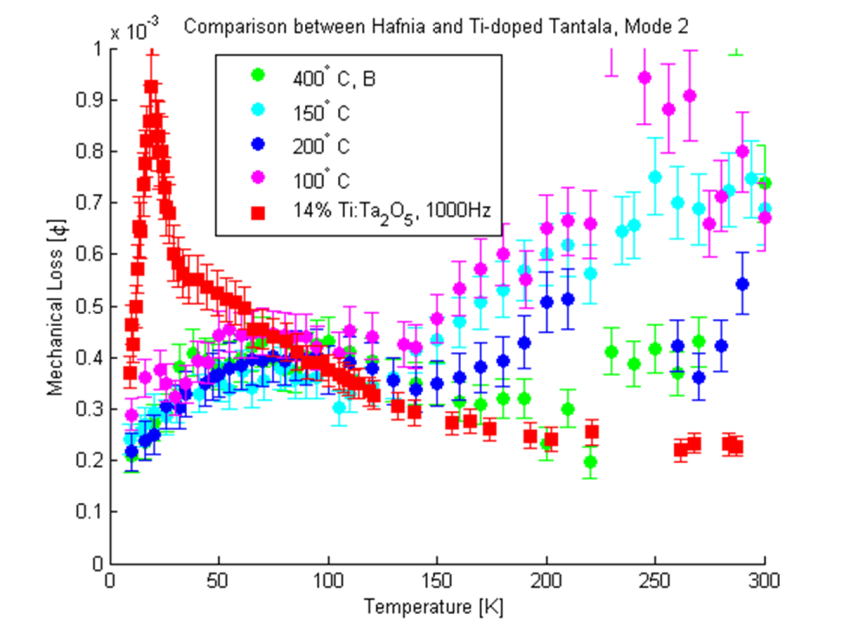 x 10⁻³
Comparison between Hafnia and Ti-doped Tantala, Mode 2
400° C, B
150° C
200° C
100° C
14% Ti:Ta₂O₅, 1000Hz
Mechanical Loss [ϕ]
1
0.9
0.8
0.7
0.6
0.5
0.4
0.3
0.2
0.1
0
0 50 100 150 200 250 300
Temperature [K]